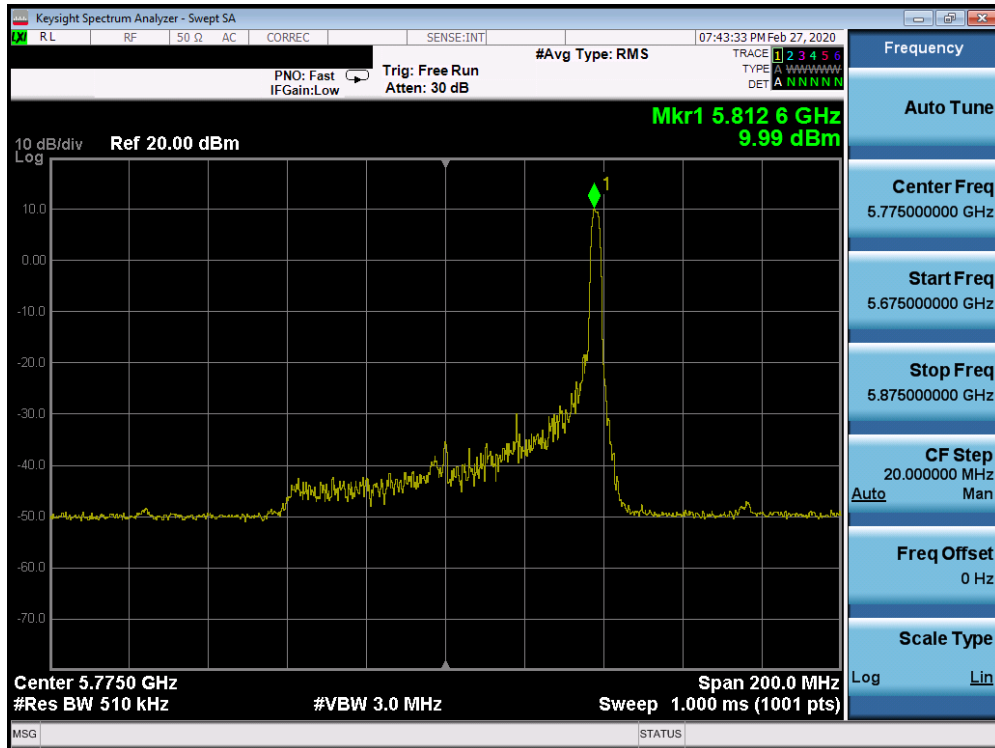 Keysight Spectrum Analyzer - Swept SA
LXI RL RF 50 Ω AC CORREC SENSE:INT 07:43:33 PM Feb 27, 2020
#Avg Type: RMS
TRACE 1 2 3 4 5 6
PNO: Fast Trig: Free Run
TYPE A WWWWW
IFGain:Low Atten: 30 dB
DET A N N N N N
Mkr1 5.812 6 GHz
9.99 dBm
10 dB/div Ref 20.00 dBm
Log
1
10.0
0.00
-10.0
-20.0
-30.0
-40.0
-50.0
-60.0
-70.0
Center 5.7750 GHz Span 200.0 MHz
#Res BW 510 kHz #VBW 3.0 MHz Sweep 1.000 ms (1001 pts)
MSG STATUS
Frequency
Auto Tune
Center Freq
5.775000000 GHz
Start Freq
5.675000000 GHz
Stop Freq
5.875000000 GHz
CF Step
20.000000 MHz
Auto Man
Freq Offset
0 Hz
Scale Type
Log Lin